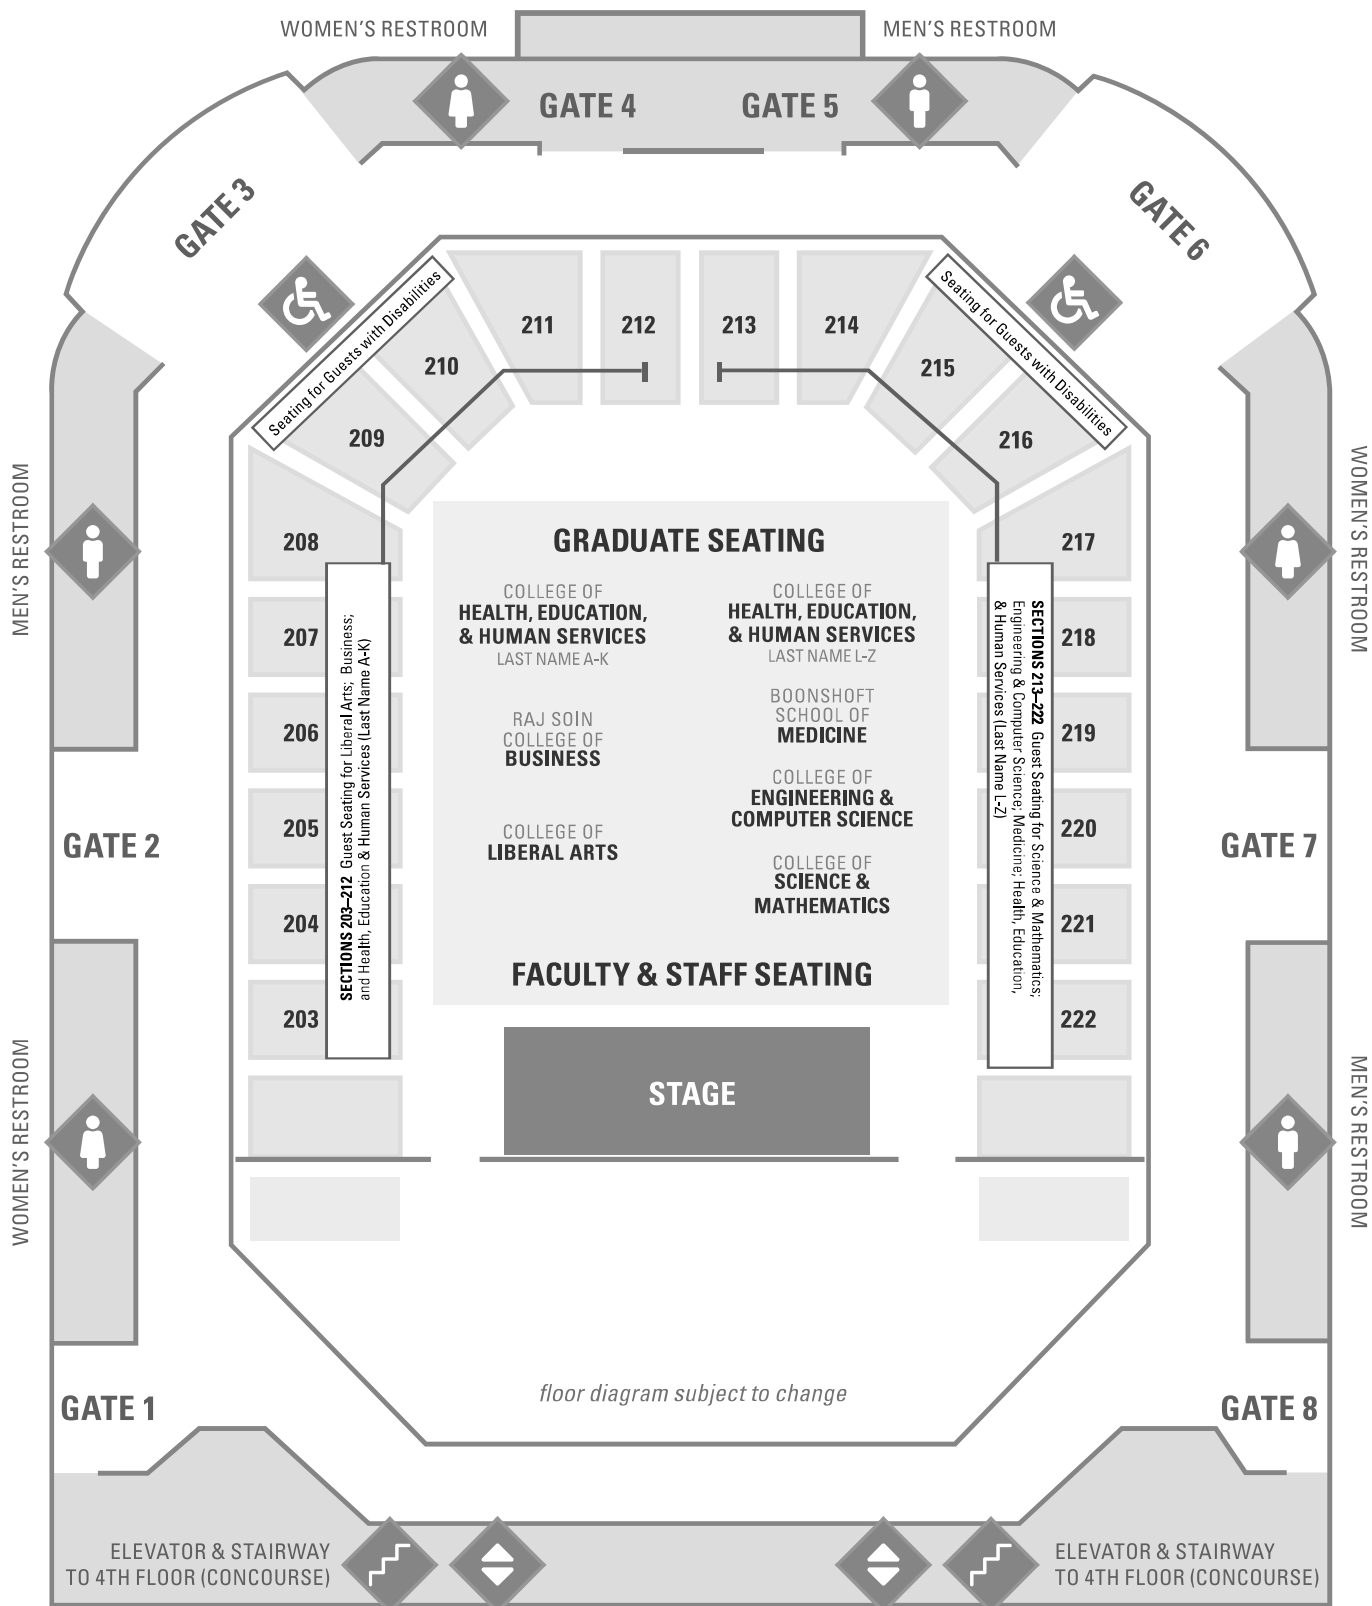 WOMEN'S RESTROOM
MEN'S RESTROOM
GATE 4
GATE 5
GATE 3
GATE 6
Seating for Guests with Disabilities
Seating for Guests with Disabilities
211
212
213
214
210
215
209
216
208
217
207
218
206
219
205
220
204
221
203
222
MEN'S RESTROOM
WOMEN'S RESTROOM
GRADUATE SEATING
COLLEGE OF
HEALTH, EDUCATION,
& HUMAN SERVICES
LAST NAME A-K
COLLEGE OF
HEALTH, EDUCATION,
& HUMAN SERVICES
LAST NAME L-Z
RAJ SOIN
COLLEGE OF
BUSINESS
BOONSHOFT
SCHOOL OF
MEDICINE
COLLEGE OF
ENGINEERING &
COMPUTER SCIENCE
COLLEGE OF
LIBERAL ARTS
COLLEGE OF
SCIENCE &
MATHEMATICS
FACULTY & STAFF SEATING
SECTIONS 203–212 Guest Seating for Liberal Arts; Business;
and Health, Education & Human Services (Last Name A-K)
SECTIONS 213–222 Guest Seating for Science & Mathematics;
Engineering & Computer Science; Medicine; Health, Education,
& Human Services (Last Name L-Z)
GATE 2
GATE 7
STAGE
WOMEN'S RESTROOM
MEN'S RESTROOM
floor diagram subject to change
GATE 1
GATE 8
ELEVATOR & STAIRWAY
TO 4TH FLOOR (CONCOURSE)
ELEVATOR & STAIRWAY
TO 4TH FLOOR (CONCOURSE)